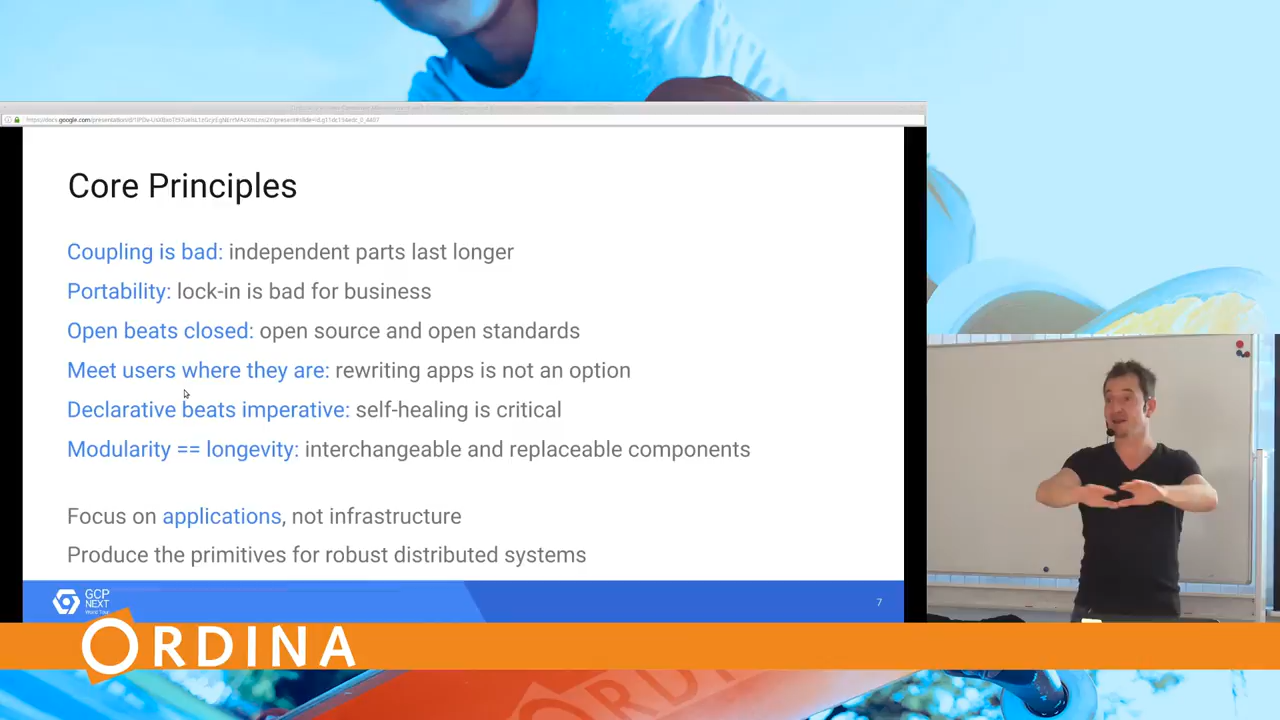 Core Principles
Coupling is bad: independent parts last longer
Portability: lock-in is bad for business
Open beats closed: open source and open standards
Meet users where they are: rewriting apps is not an option
Declarative beats imperative: self-healing is critical
Modularity == longevity: interchangeable and replaceable components
Focus on applications, not infrastructure
Produce the primitives for robust distributed systems
GCP
NEXT
World Tour
7
ORDINA
ORDINA